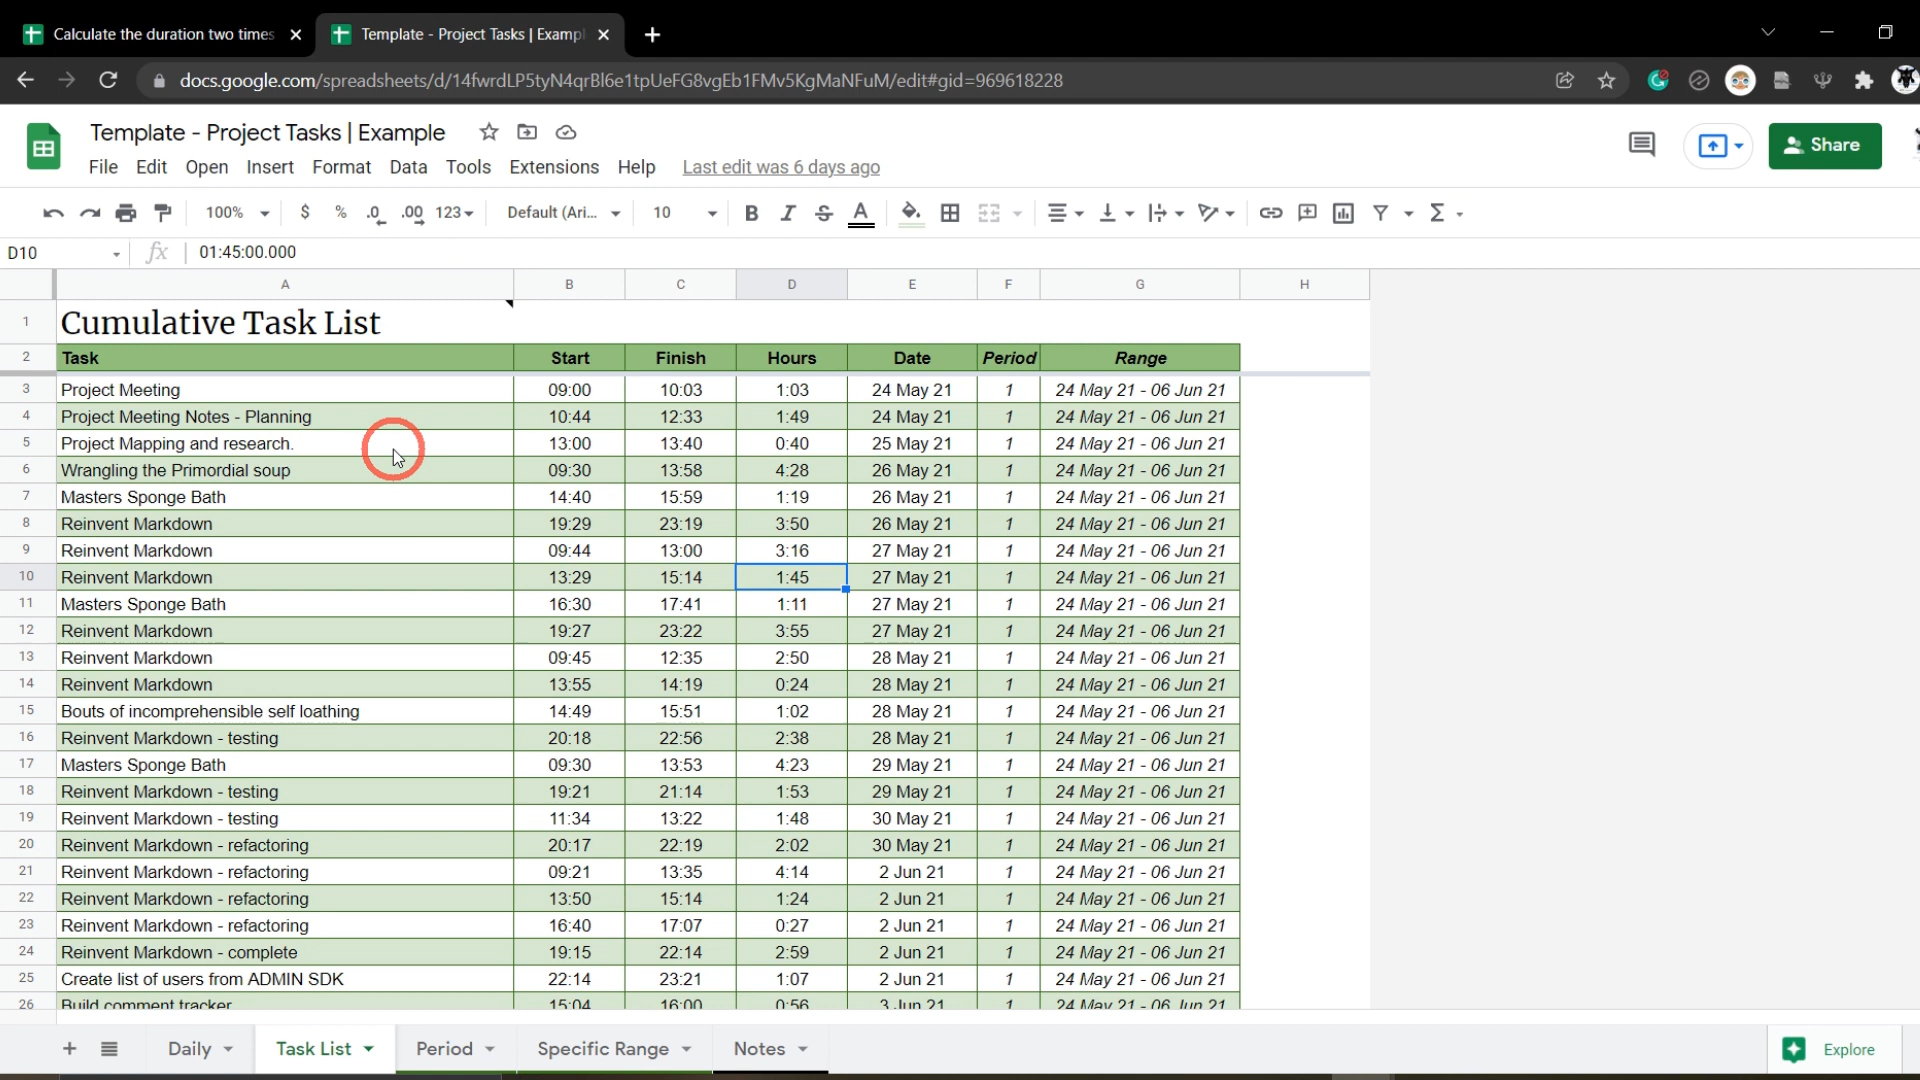 Calculate the duration two times
Template - Project Tasks | Exampl
docs.google.com/spreadsheets/d/14fwrdLP5tyN4qrBl6e1tpUeFG8vgEb1FMv5KgMaNFuM/edit#gid=969618228
Template - Project Tasks | Example
File Edit Open Insert Format Data Tools Extensions Help Last edit was 6 days ago
Share
100% $ % .0 .00 123 Default (Ari... 10 B I S A
D10 fx 01:45:00.000
A B C D E F G H
1 Cumulative Task List
2 Task Start Finish Hours Date Period Range
3 Project Meeting 09:00 10:03 1:03 24 May 21 1 24 May 21 - 06 Jun 21
4 Project Meeting Notes - Planning 10:44 12:33 1:49 24 May 21 1 24 May 21 - 06 Jun 21
5 Project Mapping and research. 13:00 13:40 0:40 25 May 21 1 24 May 21 - 06 Jun 21
6 Wrangling the Primordial soup 09:30 13:58 4:28 26 May 21 1 24 May 21 - 06 Jun 21
7 Masters Sponge Bath 14:40 15:59 1:19 26 May 21 1 24 May 21 - 06 Jun 21
8 Reinvent Markdown 19:29 23:19 3:50 26 May 21 1 24 May 21 - 06 Jun 21
9 Reinvent Markdown 09:44 13:00 3:16 27 May 21 1 24 May 21 - 06 Jun 21
10 Reinvent Markdown 13:29 15:14 1:45 27 May 21 1 24 May 21 - 06 Jun 21
11 Masters Sponge Bath 16:30 17:41 1:11 27 May 21 1 24 May 21 - 06 Jun 21
12 Reinvent Markdown 19:27 23:22 3:55 27 May 21 1 24 May 21 - 06 Jun 21
13 Reinvent Markdown 09:45 12:35 2:50 28 May 21 1 24 May 21 - 06 Jun 21
14 Reinvent Markdown 13:55 14:19 0:24 28 May 21 1 24 May 21 - 06 Jun 21
15 Bouts of incomprehensible self loathing 14:49 15:51 1:02 28 May 21 1 24 May 21 - 06 Jun 21
16 Reinvent Markdown - testing 20:18 22:56 2:38 28 May 21 1 24 May 21 - 06 Jun 21
17 Masters Sponge Bath 09:30 13:53 4:23 29 May 21 1 24 May 21 - 06 Jun 21
18 Reinvent Markdown - testing 19:21 21:14 1:53 29 May 21 1 24 May 21 - 06 Jun 21
19 Reinvent Markdown - testing 11:34 13:22 1:48 30 May 21 1 24 May 21 - 06 Jun 21
20 Reinvent Markdown - refactoring 20:17 22:19 2:02 30 May 21 1 24 May 21 - 06 Jun 21
21 Reinvent Markdown - refactoring 09:21 13:35 4:14 2 Jun 21 1 24 May 21 - 06 Jun 21
22 Reinvent Markdown - refactoring 13:50 15:14 1:24 2 Jun 21 1 24 May 21 - 06 Jun 21
23 Reinvent Markdown - refactoring 16:40 17:07 0:27 2 Jun 21 1 24 May 21 - 06 Jun 21
24 Reinvent Markdown - complete 19:15 22:14 2:59 2 Jun 21 1 24 May 21 - 06 Jun 21
25 Create list of users from ADMIN SDK 22:14 23:21 1:07 2 Jun 21 1 24 May 21 - 06 Jun 21
26 Build comment tracker 15:04 16:00 0:56 3 Jun 21 1 24 May 21 - 06 Jun 21
Daily Task List Period Specific Range Notes Explore